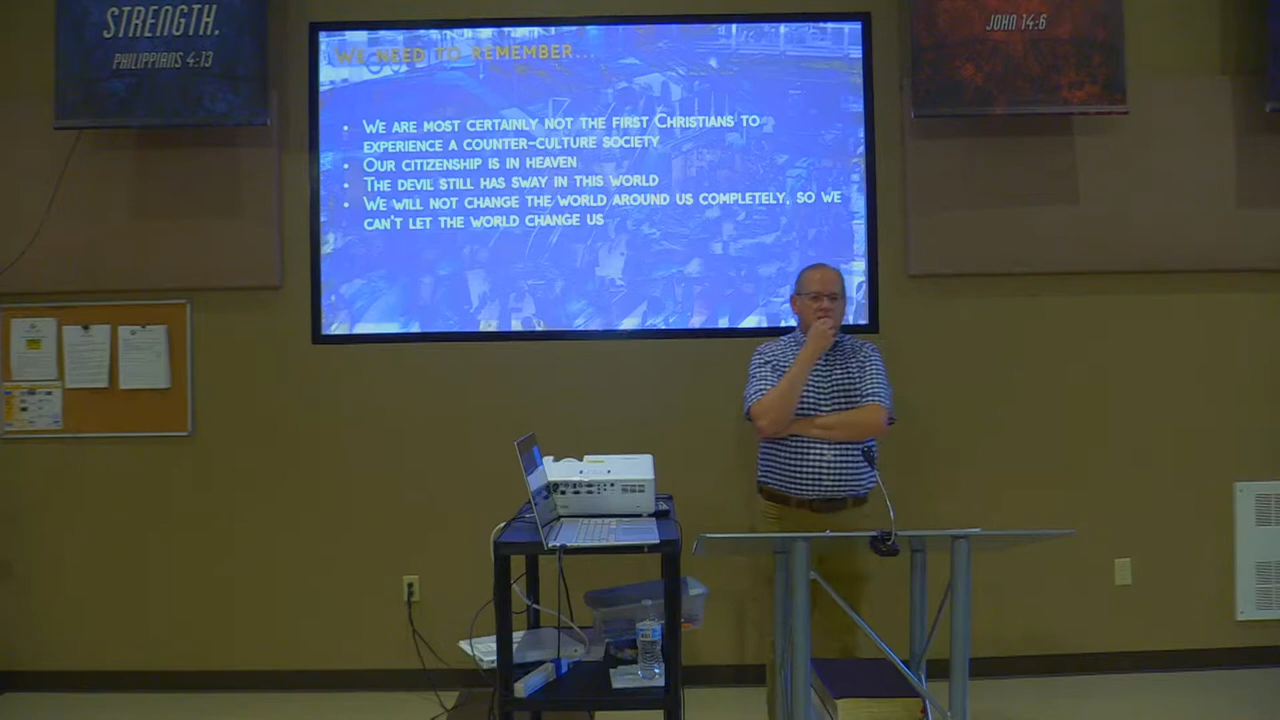 STRENGTH.
PHILIPPIANS 4:13
JOHN 14:6
WE NEED TO REMEMBER...
• WE ARE MOST CERTAINLY NOT THE FIRST CHRISTIANS TO
EXPERIENCE A COUNTER-CULTURE SOCIETY
• OUR CITIZENSHIP IS IN HEAVEN
• THE DEVIL STILL HAS SWAY IN THIS WORLD
• WE WILL NOT CHANGE THE WORLD AROUND US COMPLETELY, SO WE
CAN'T LET THE WORLD CHANGE US